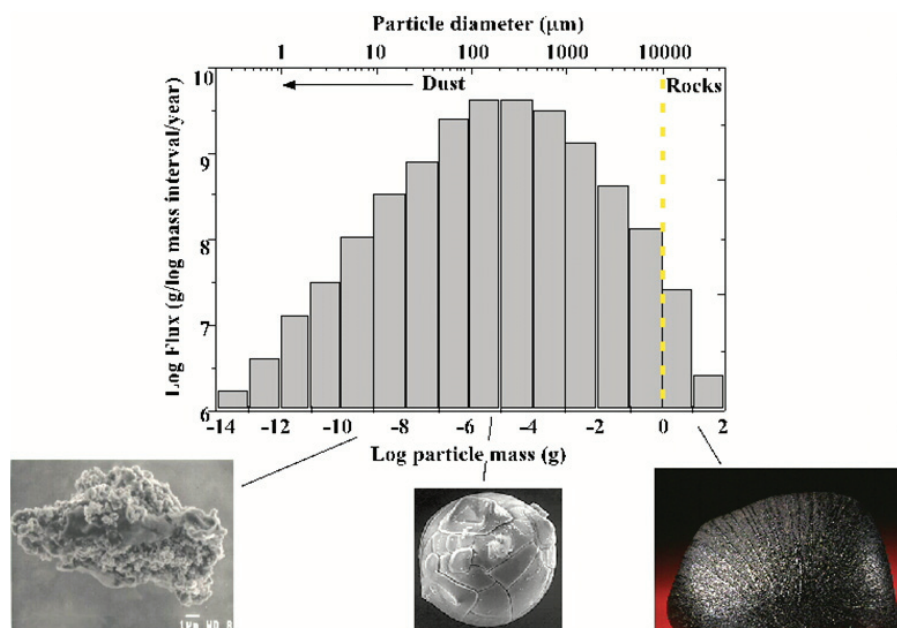 Particle diameter (μm)
1 10 100 1000 10000
10
9
8
7
6
Log Flux (g/log mass interval/year)
Dust
Rocks
-14 -12 -10 -8 -6 -4 -2 0 2
Log particle mass (g)